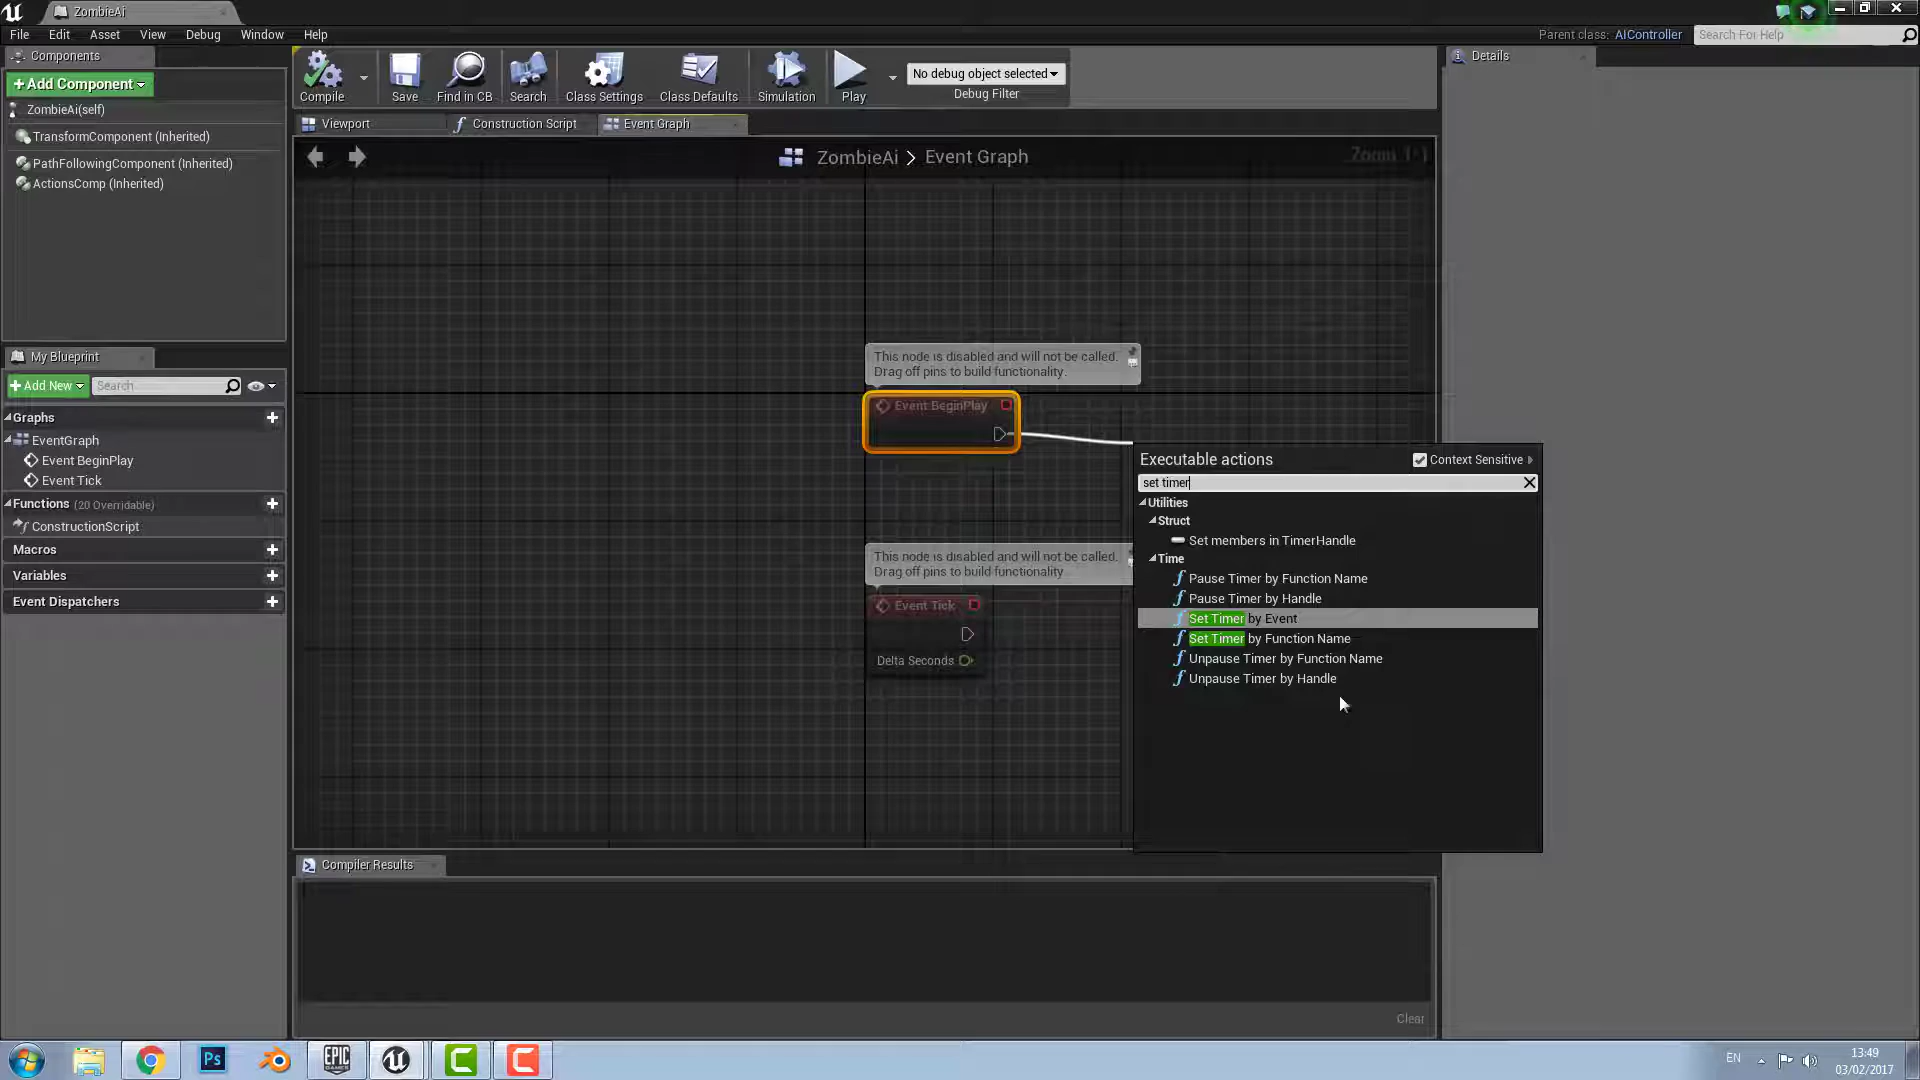 ZombieAi
File Edit Asset View Debug Window Help
Parent class: AIController Search For Help
Components
+Add Component
ZombieAi(self)
TransformComponent (Inherited)
PathFollowingComponent (Inherited)
ActionsComp (Inherited)
My Blueprint
+Add New Search
Graphs +
EventGraph
Event BeginPlay
Event Tick
Functions (20 Overridable) +
ConstructionScript
Macros +
Variables +
Event Dispatchers +
Compile Save Find in CB Search Class Settings Class Defaults Simulation Play
No debug object selected
Debug Filter
Viewport Construction Script Event Graph
ZombieAi > Event Graph
Zoom 1:1
This node is disabled and will not be called.
Drag off pins to build functionality.
Event BeginPlay
This node is disabled and will not be called.
Drag off pins to build functionality
Event Tick
Delta Seconds
Executable actions Context Sensitive
set timer
Utilities
Struct
Set members in TimerHandle
Time
Pause Timer by Function Name
Pause Timer by Handle
Set Timer by Event
Set Timer by Function Name
Unpause Timer by Function Name
Unpause Timer by Handle
Compiler Results
Clear
Details
Ps
EPIC
GAMES
EN
13:49
03/02/2017